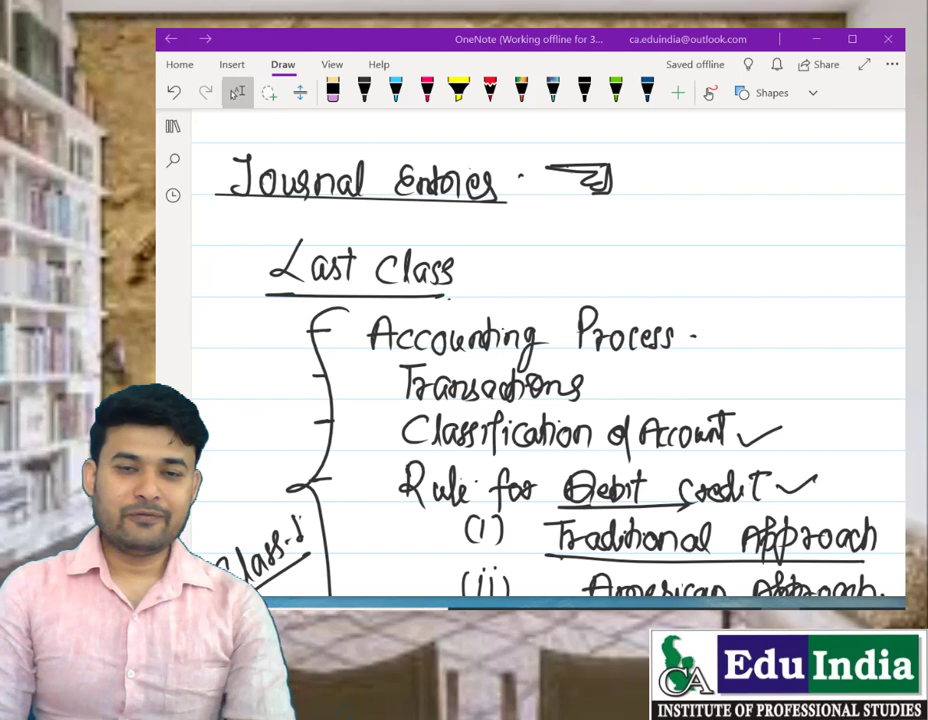 OneNote (Working offline for 3... ca.eduindia@outlook.com
Home Insert Draw View Help Saved offline Share
Shapes
Journal Entries.
Last Class
Accounting Process.
Transactions
Classification of Account
Rule for Debit Credit
(i) Traditional Approach
(ii) American Approach.
Class-1
CA
Edu India
INSTITUTE OF PROFESSIONAL STUDIES